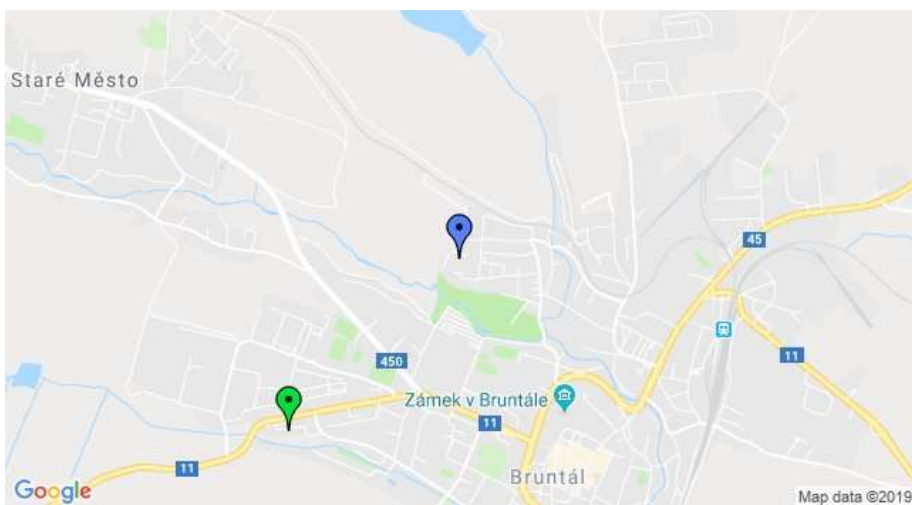 Staré Město
45
450
11
Zámek v Bruntále
11
11
Bruntál
Google
Map data ©2019